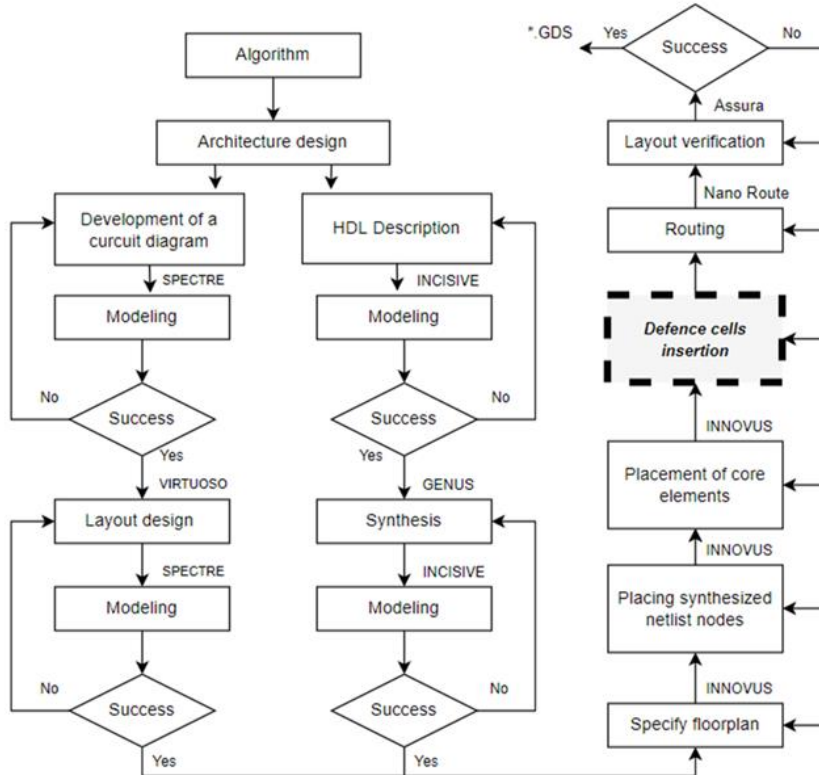 Algorithm
Architecture design
Development of a
curcuit diagram
SPECTRE
Modeling
No
Success
Yes
VIRTUOSO
Layout design
SPECTRE
Modeling
No
Success
Yes
HDL Description
INCISIVE
Modeling
No
Success
Yes
GENUS
Synthesis
INCISIVE
Modeling
No
Success
Yes
*.GDS
Yes
Success
No
Assura
Layout verification
Nano Route
Routing
Defence cells
insertion
INNOVUS
Placement of core
elements
INNOVUS
Placing synthesized
netlist nodes
INNOVUS
Specify floorplan